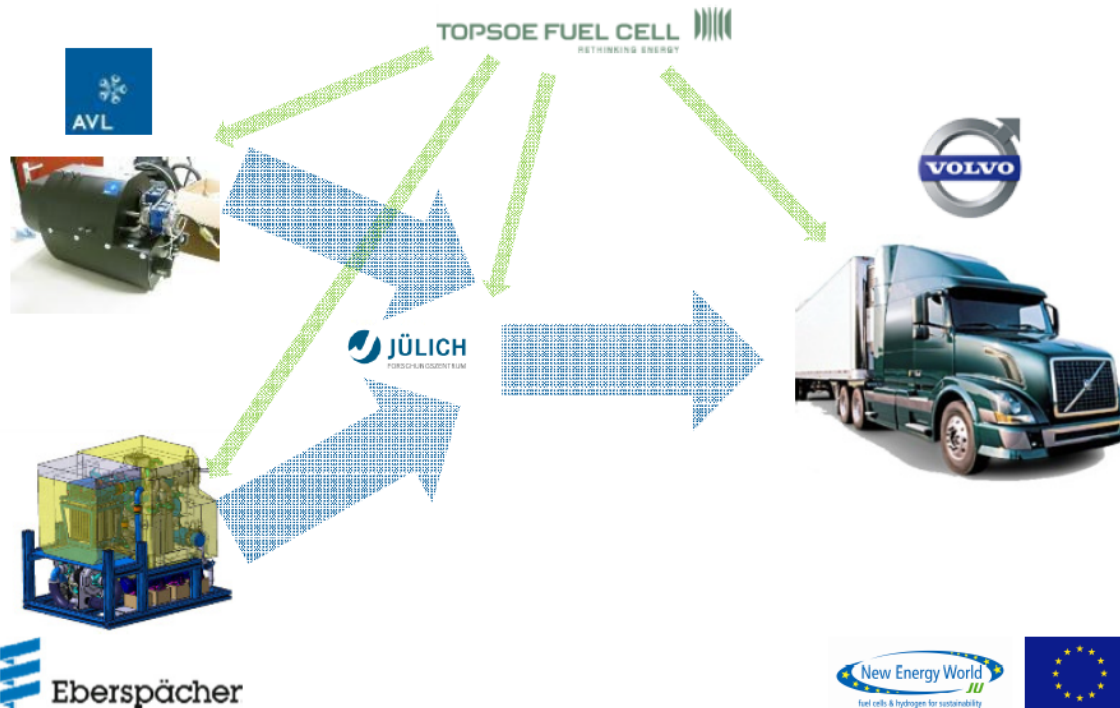 TOPSOE FUEL CELL
RETHINKING ENERGY
AVL
VOLVO
JÜLICH
FORSCHUNGSZENTRUM
Eberspächer
New Energy World
JU
fuel cells & hydrogen for sustainability